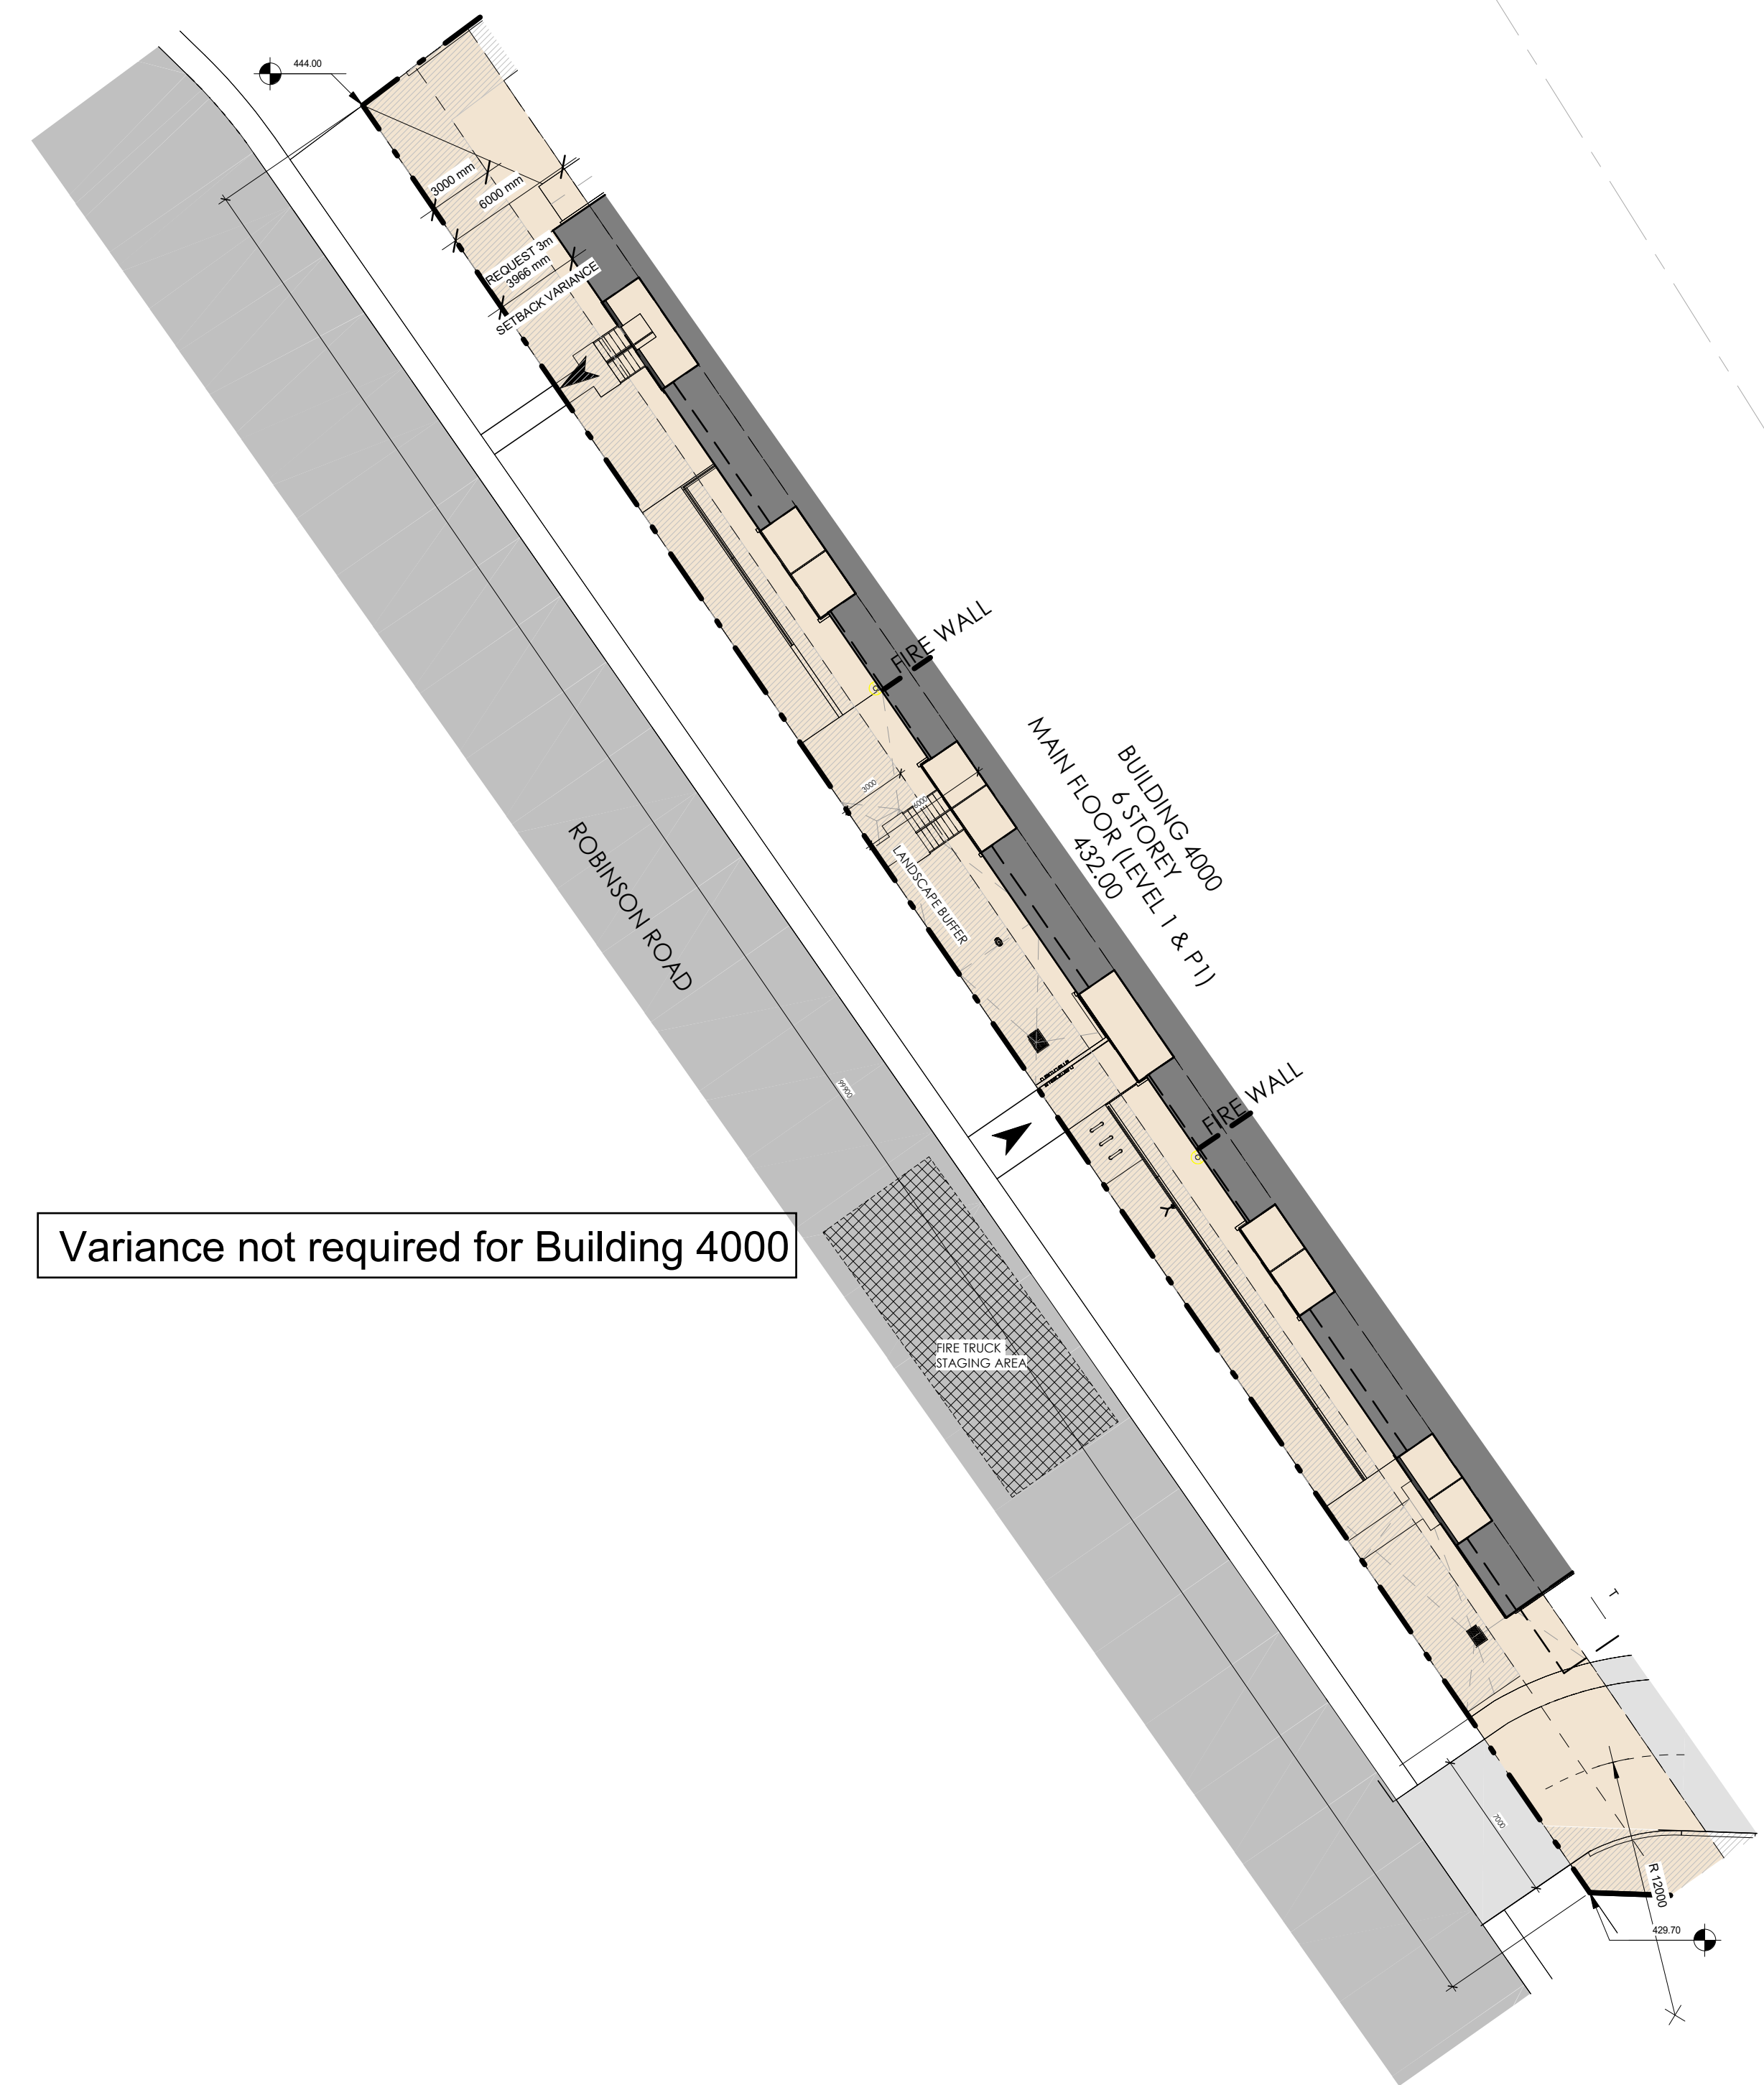 444.00
3000 mm
6000 mm
REQUEST 3m
3966 mm
SETBACK VARIANCE
FIRE WALL
BUILDING 4000
6 STOREY
MAIN FLOOR (LEVEL 1 & P1)
432.00
3000
6000
LANDSCAPE BUFFER
ROBINSON ROAD
99900
FIRE WALL
Variance not required for Building 4000
FIRE TRUCK
STAGING AREA
T
7000
R 12000
429.70